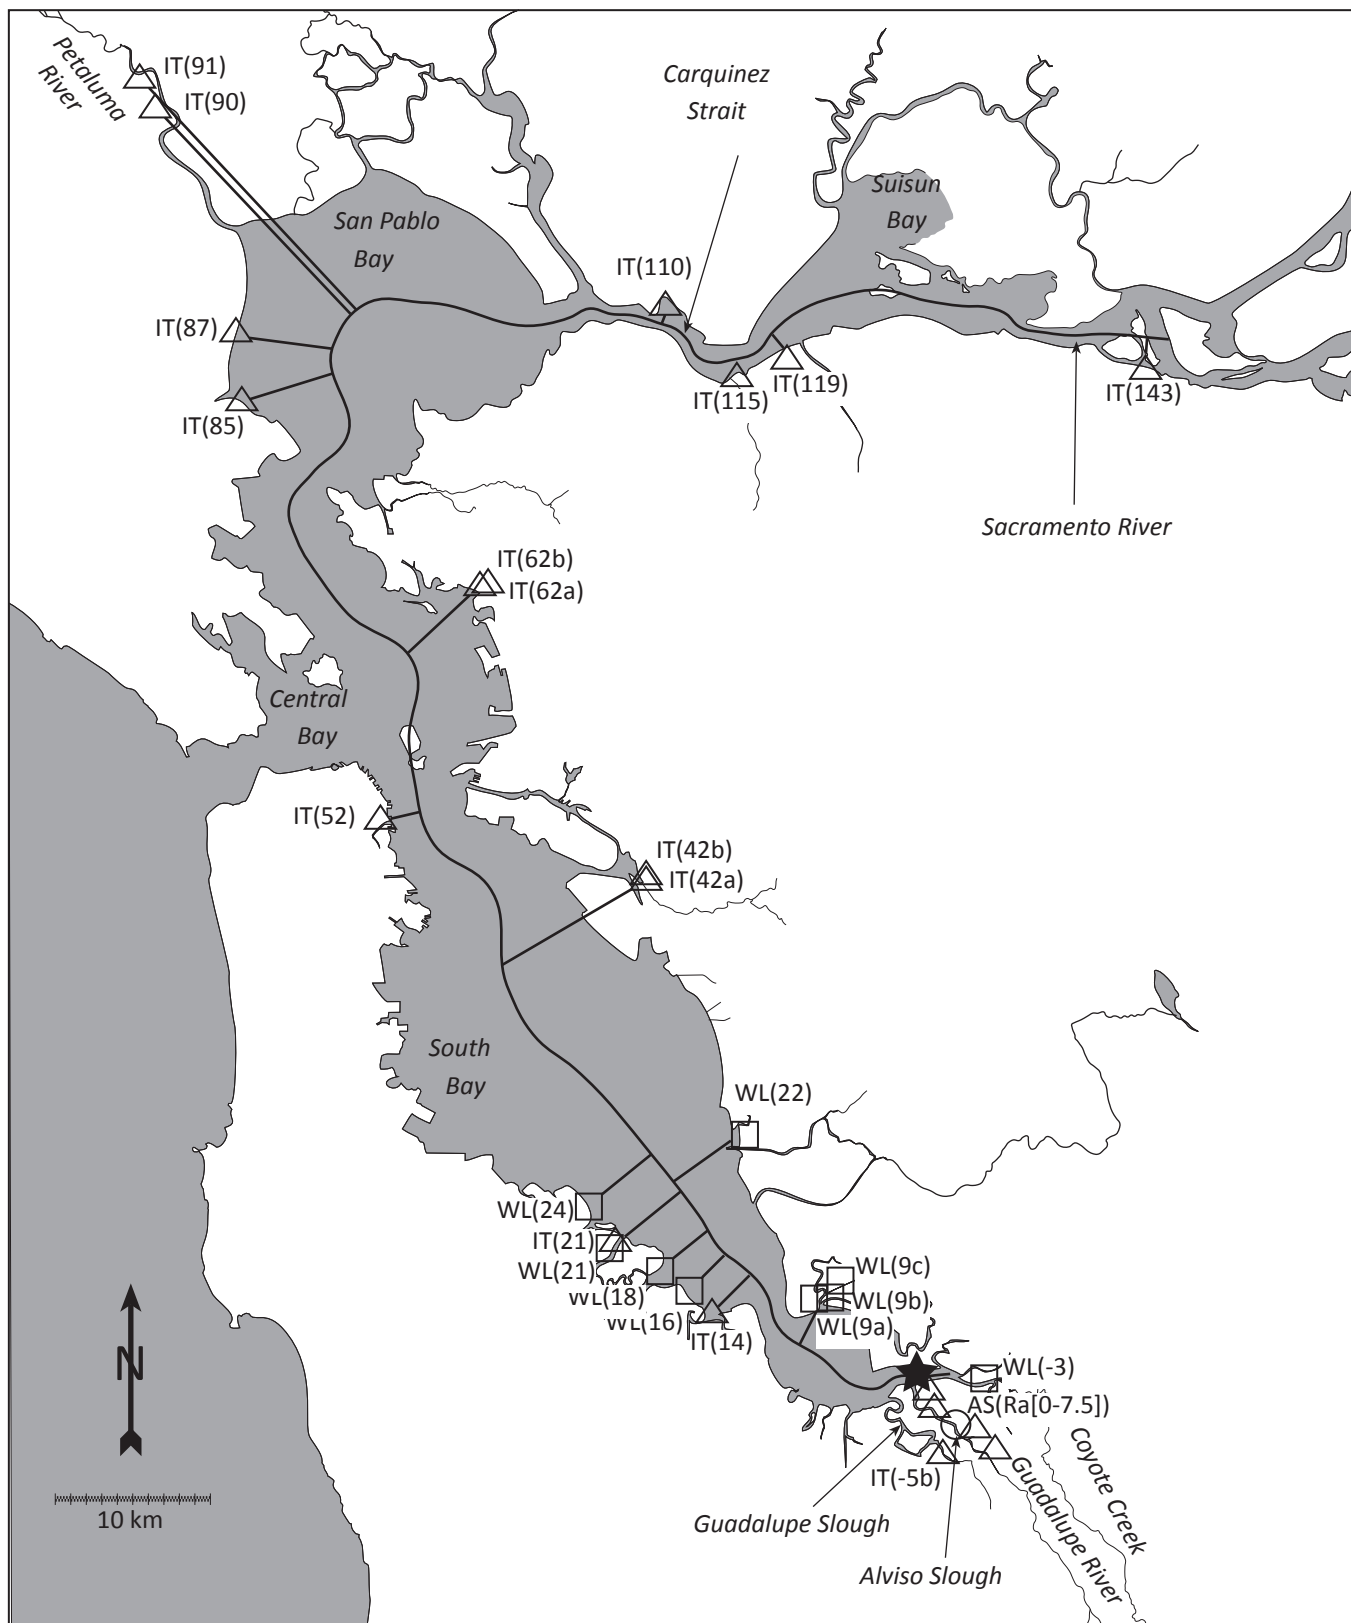 Petaluma
River
IT(91)
IT(90)
Carquinez
Strait
Suisun
Bay
San Pablo
Bay
IT(110)
IT(87)
IT(85)
IT(115)
IT(119)
IT(143)
Sacramento River
IT(62b)
IT(62a)
Central
Bay
IT(52)
IT(42b)
IT(42a)
South
Bay
WL(22)
WL(24)
IT(21)
WL(21)
WL(18)
WL(16)
IT(14)
WL(9c)
WL(9b)
WL(9a)
WL(-3)
AS(Ra[0-7.5])
IT(-5b)
Coyote Creek
Guadalupe River
Guadalupe Slough
Alviso Slough
N
10 km